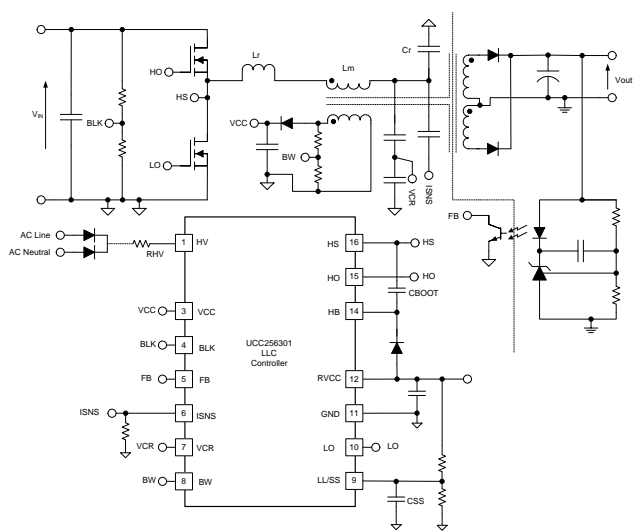 Lr
Lm
Cr
HO
HS
LO
VIN
BLK
VCC
BW
VCR
ISNS
Vout
FB
AC Line
AC Neutral
RHV
1
HV
3
VCC
VCC
4
BLK
BLK
5
FB
FB
6
ISNS
ISNS
7
VCR
VCR
8
BW
BW
UCC256301
LLC
Controller
HS
16
HS
HO
15
HO
CBOOT
HB
14
RVCC
12
GND
11
LO
10
LO
LL/SS
9
CSS